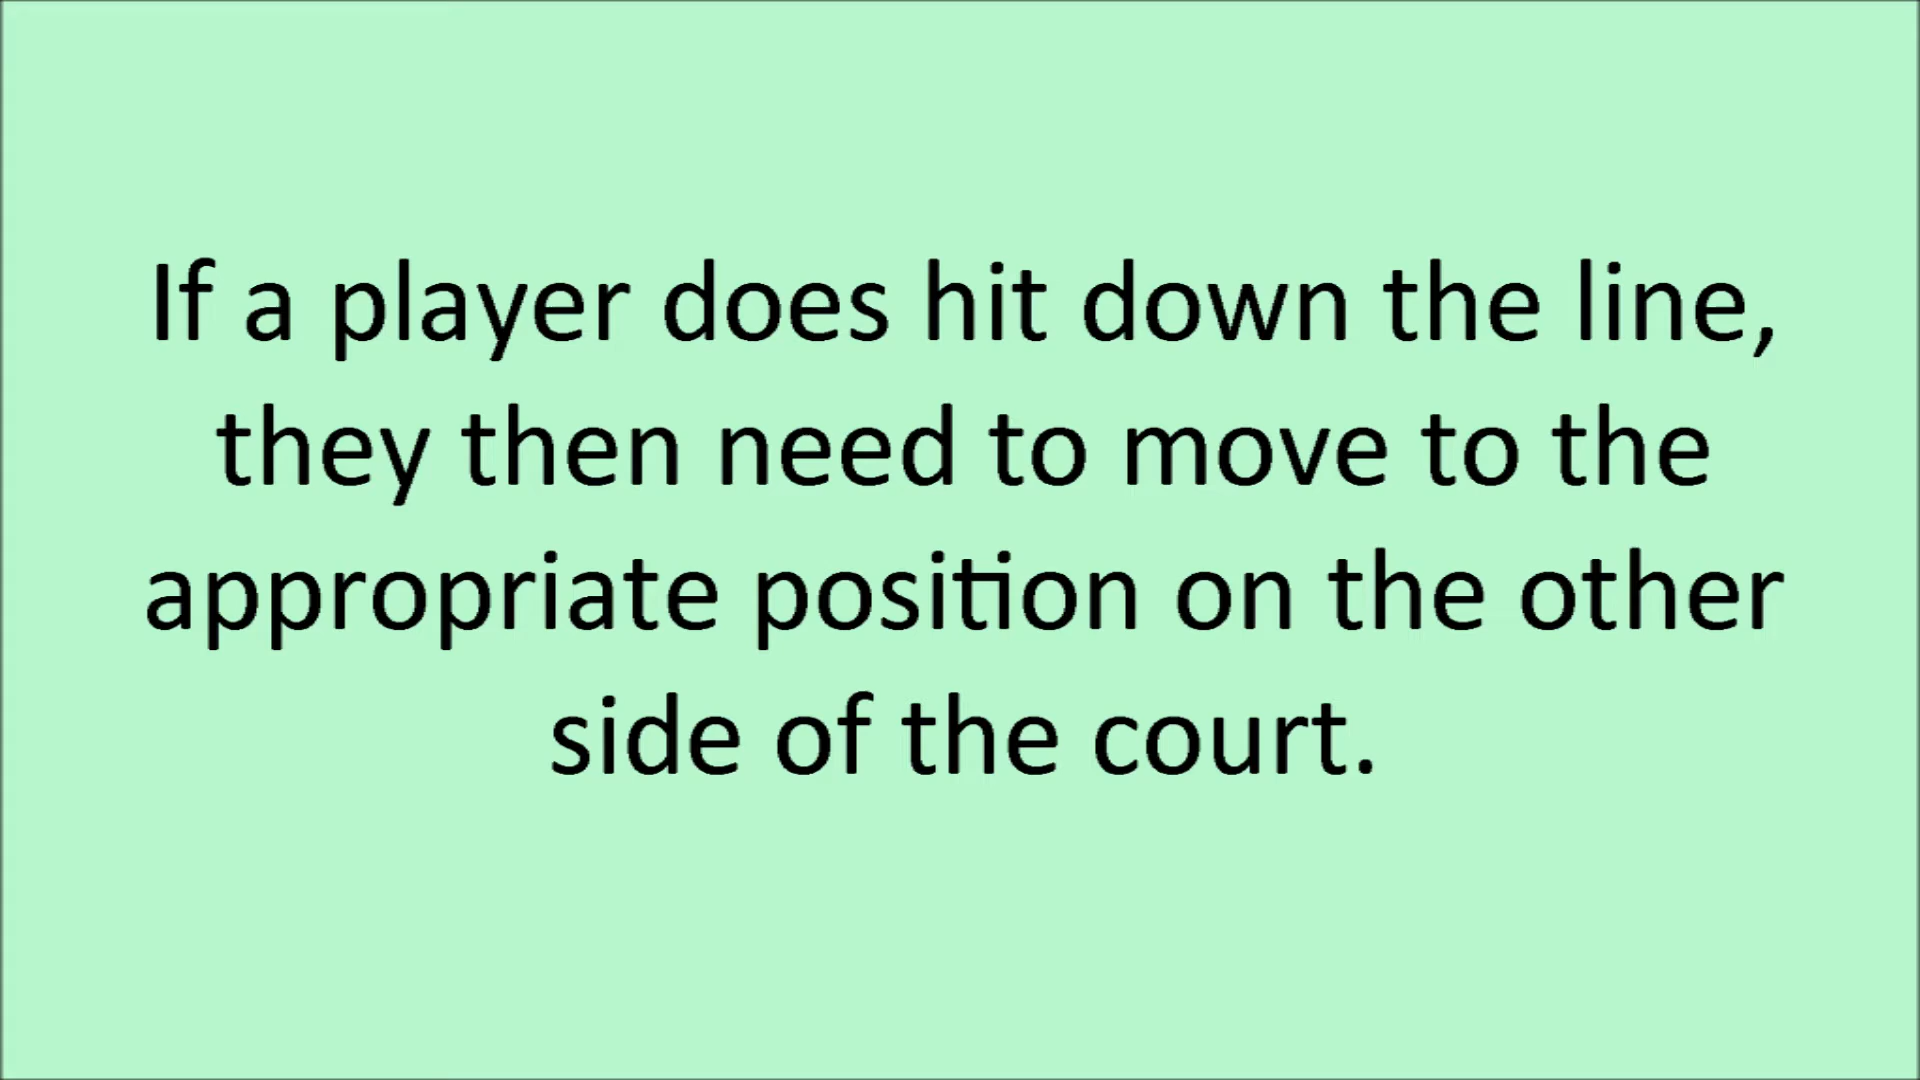 If a player does hit down the line,
they then need to move to the
appropriate position on the other
side of the court.